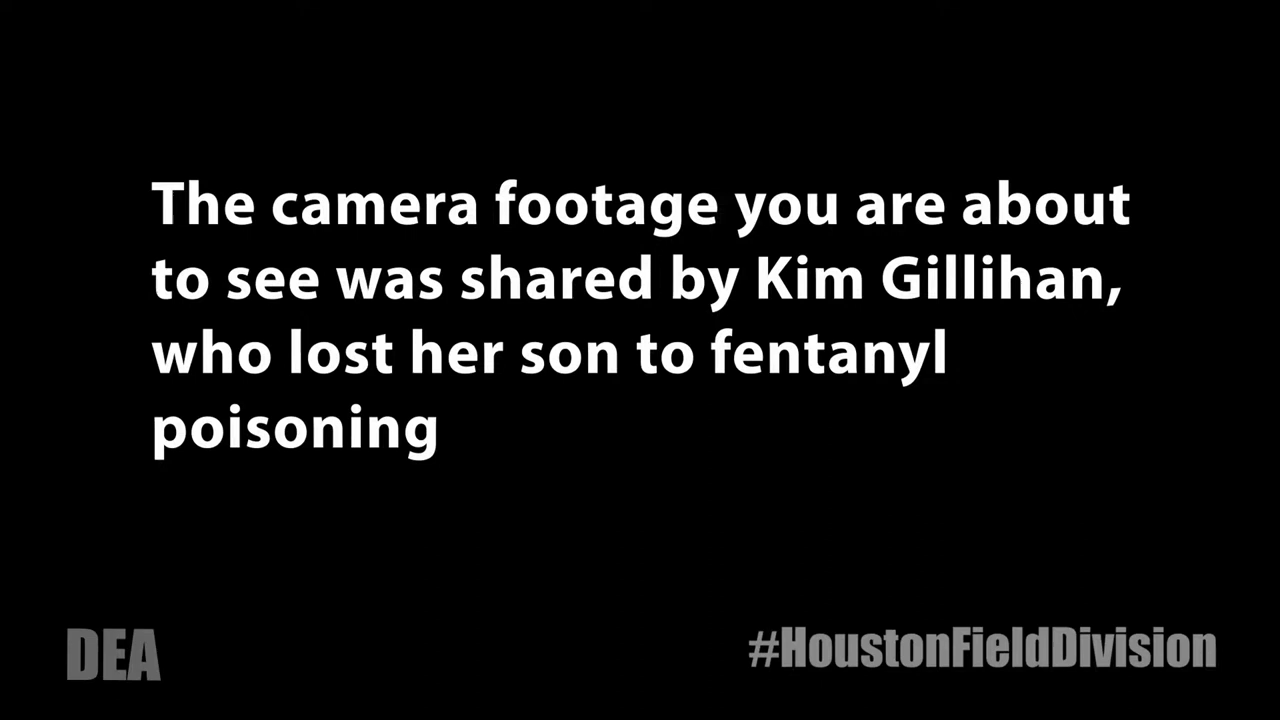 The camera footage you are about
to see was shared by Kim Gillihan,
who lost her son to fentanyl
poisoning
DEA
#HoustonFieldDivision